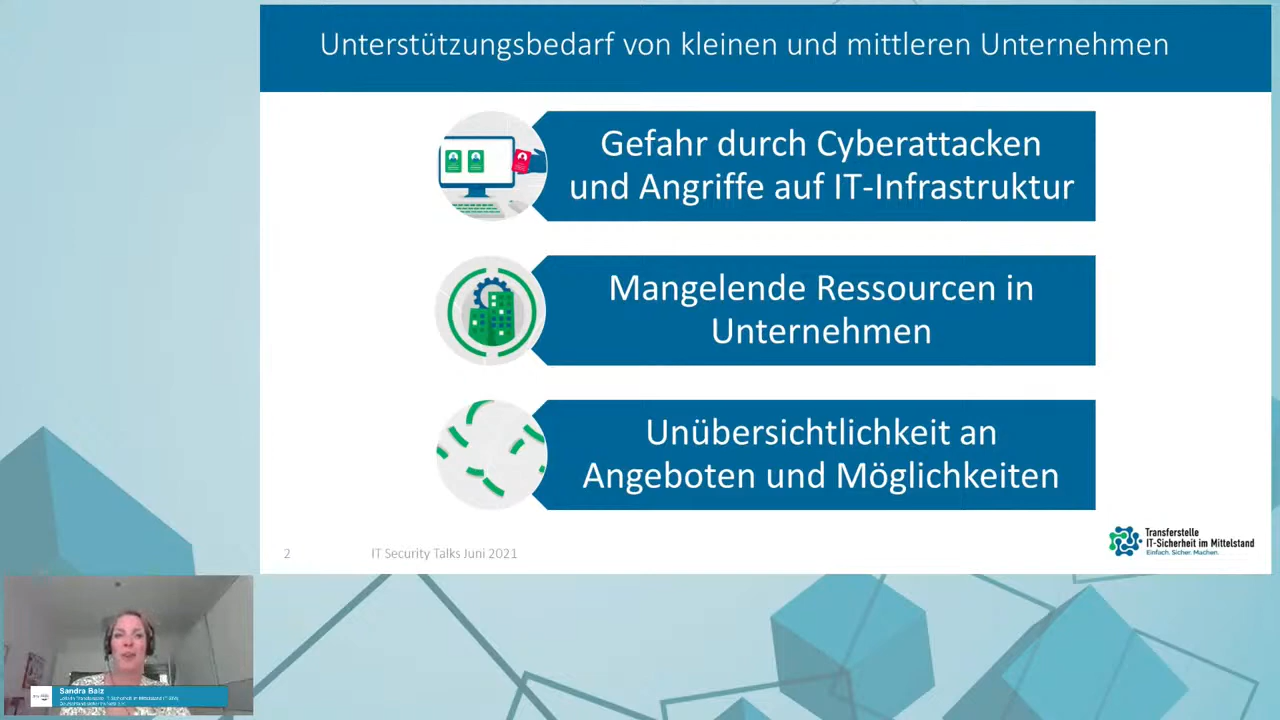 Unterstützungsbedarf von kleinen und mittleren Unternehmen
Gefahr durch Cyberattacken
und Angriffe auf IT-Infrastruktur
Mangelende Ressourcen in
Unternehmen
Unübersichtlichkeit an
Angeboten und Möglichkeiten
2
IT Security Talks Juni 2021
Transferstelle
IT-Sicherheit im Mittelstand
Einfach. Sicher. Machen.
Sandra Balz